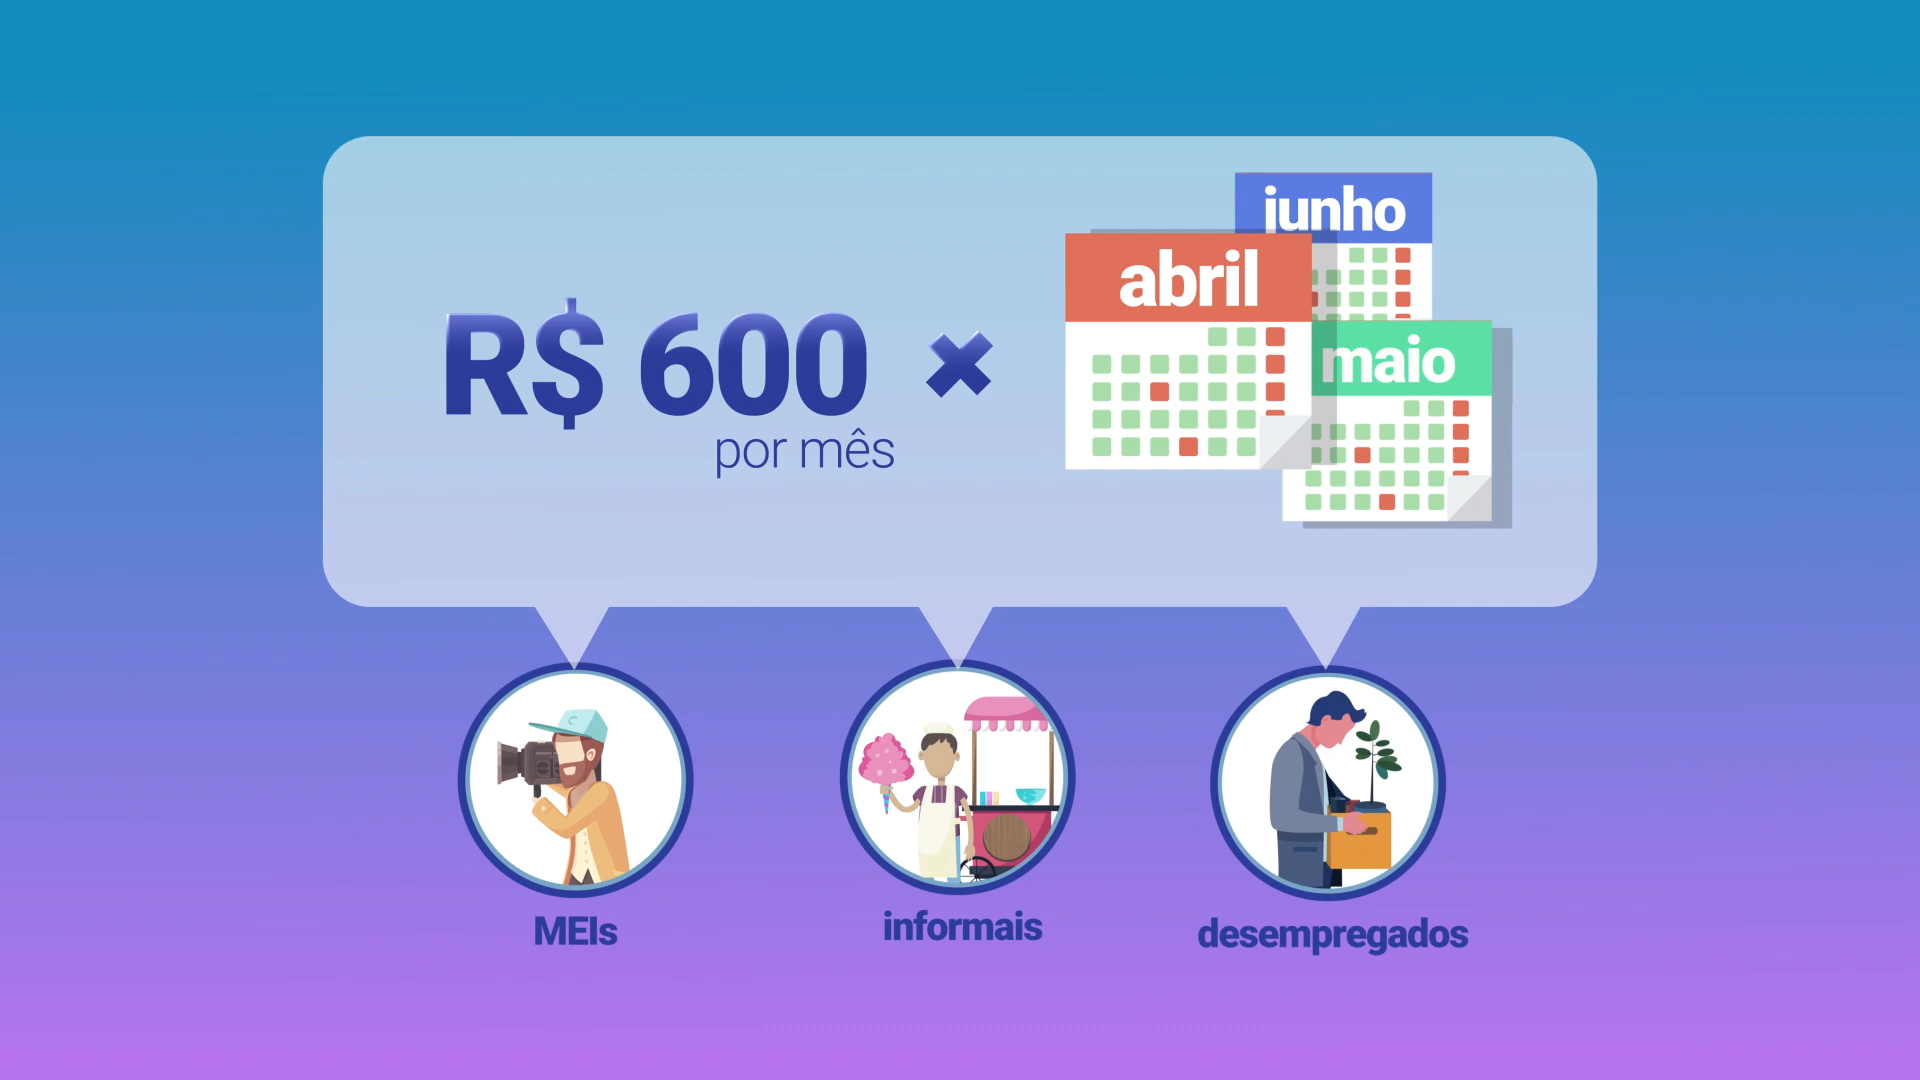 R$ 600
por mês
abril
junho
maio
MEIs
informais
desempregados